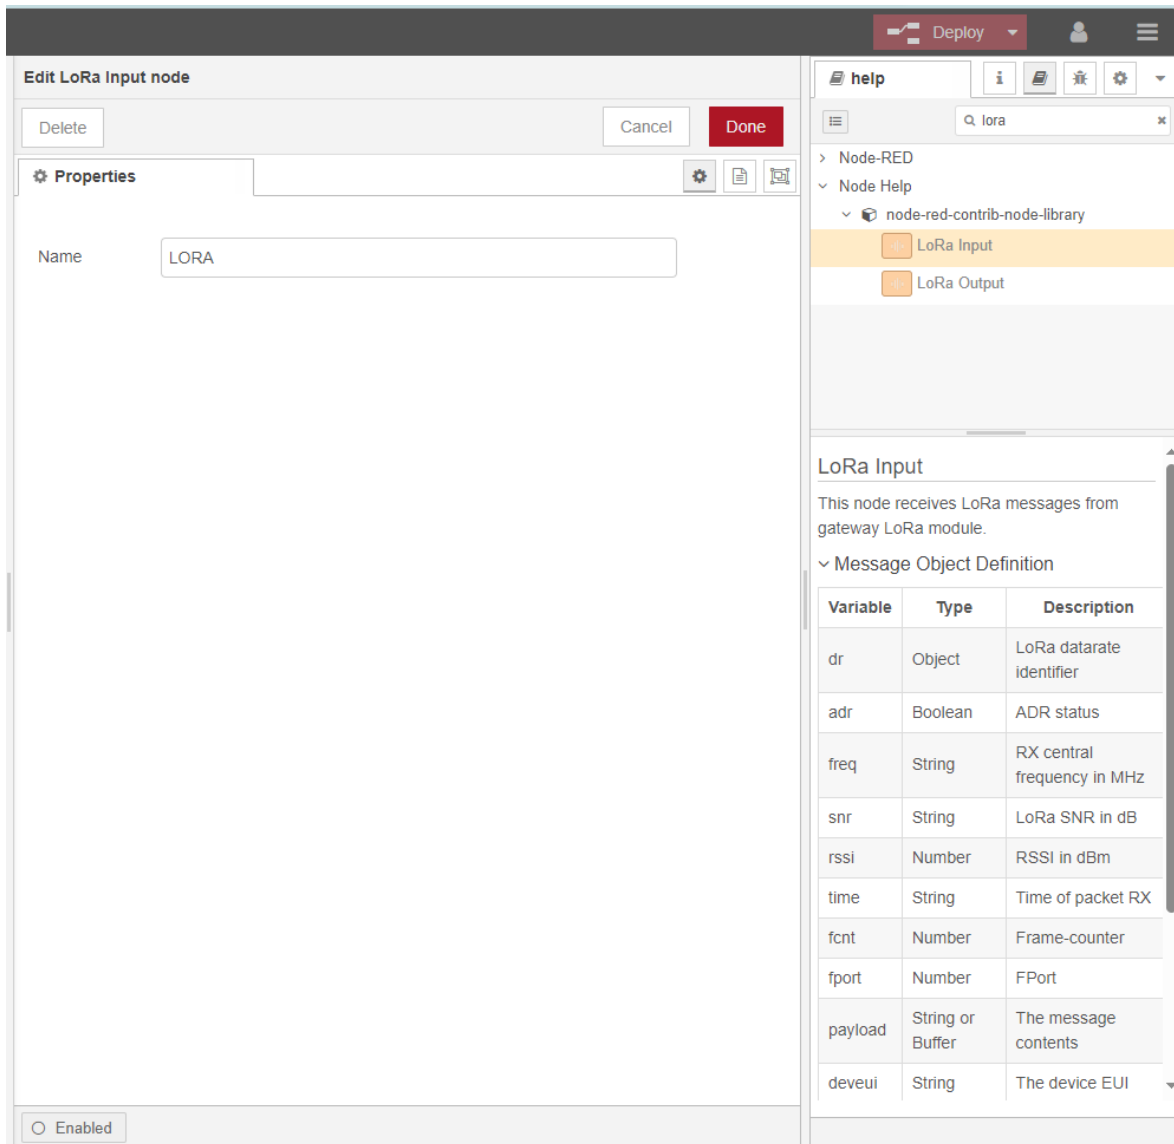 Deploy
Edit LoRa Input node
Delete
Cancel
Done
Properties
Name
LORA
Enabled
help
lora
Node-RED
Node Help
node-red-contrib-node-library
LoRa Input
LoRa Output
LoRa Input
This node receives LoRa messages from
gateway LoRa module.
Message Object Definition
Variable Type Description
dr Object LoRa datarate
identifier
adr Boolean ADR status
freq String RX central
frequency in MHz
snr String LoRa SNR in dB
rssi Number RSSI in dBm
time String Time of packet RX
fcnt Number Frame-counter
fport Number FPort
payload String or The message
Buffer contents
deveui String The device EUI